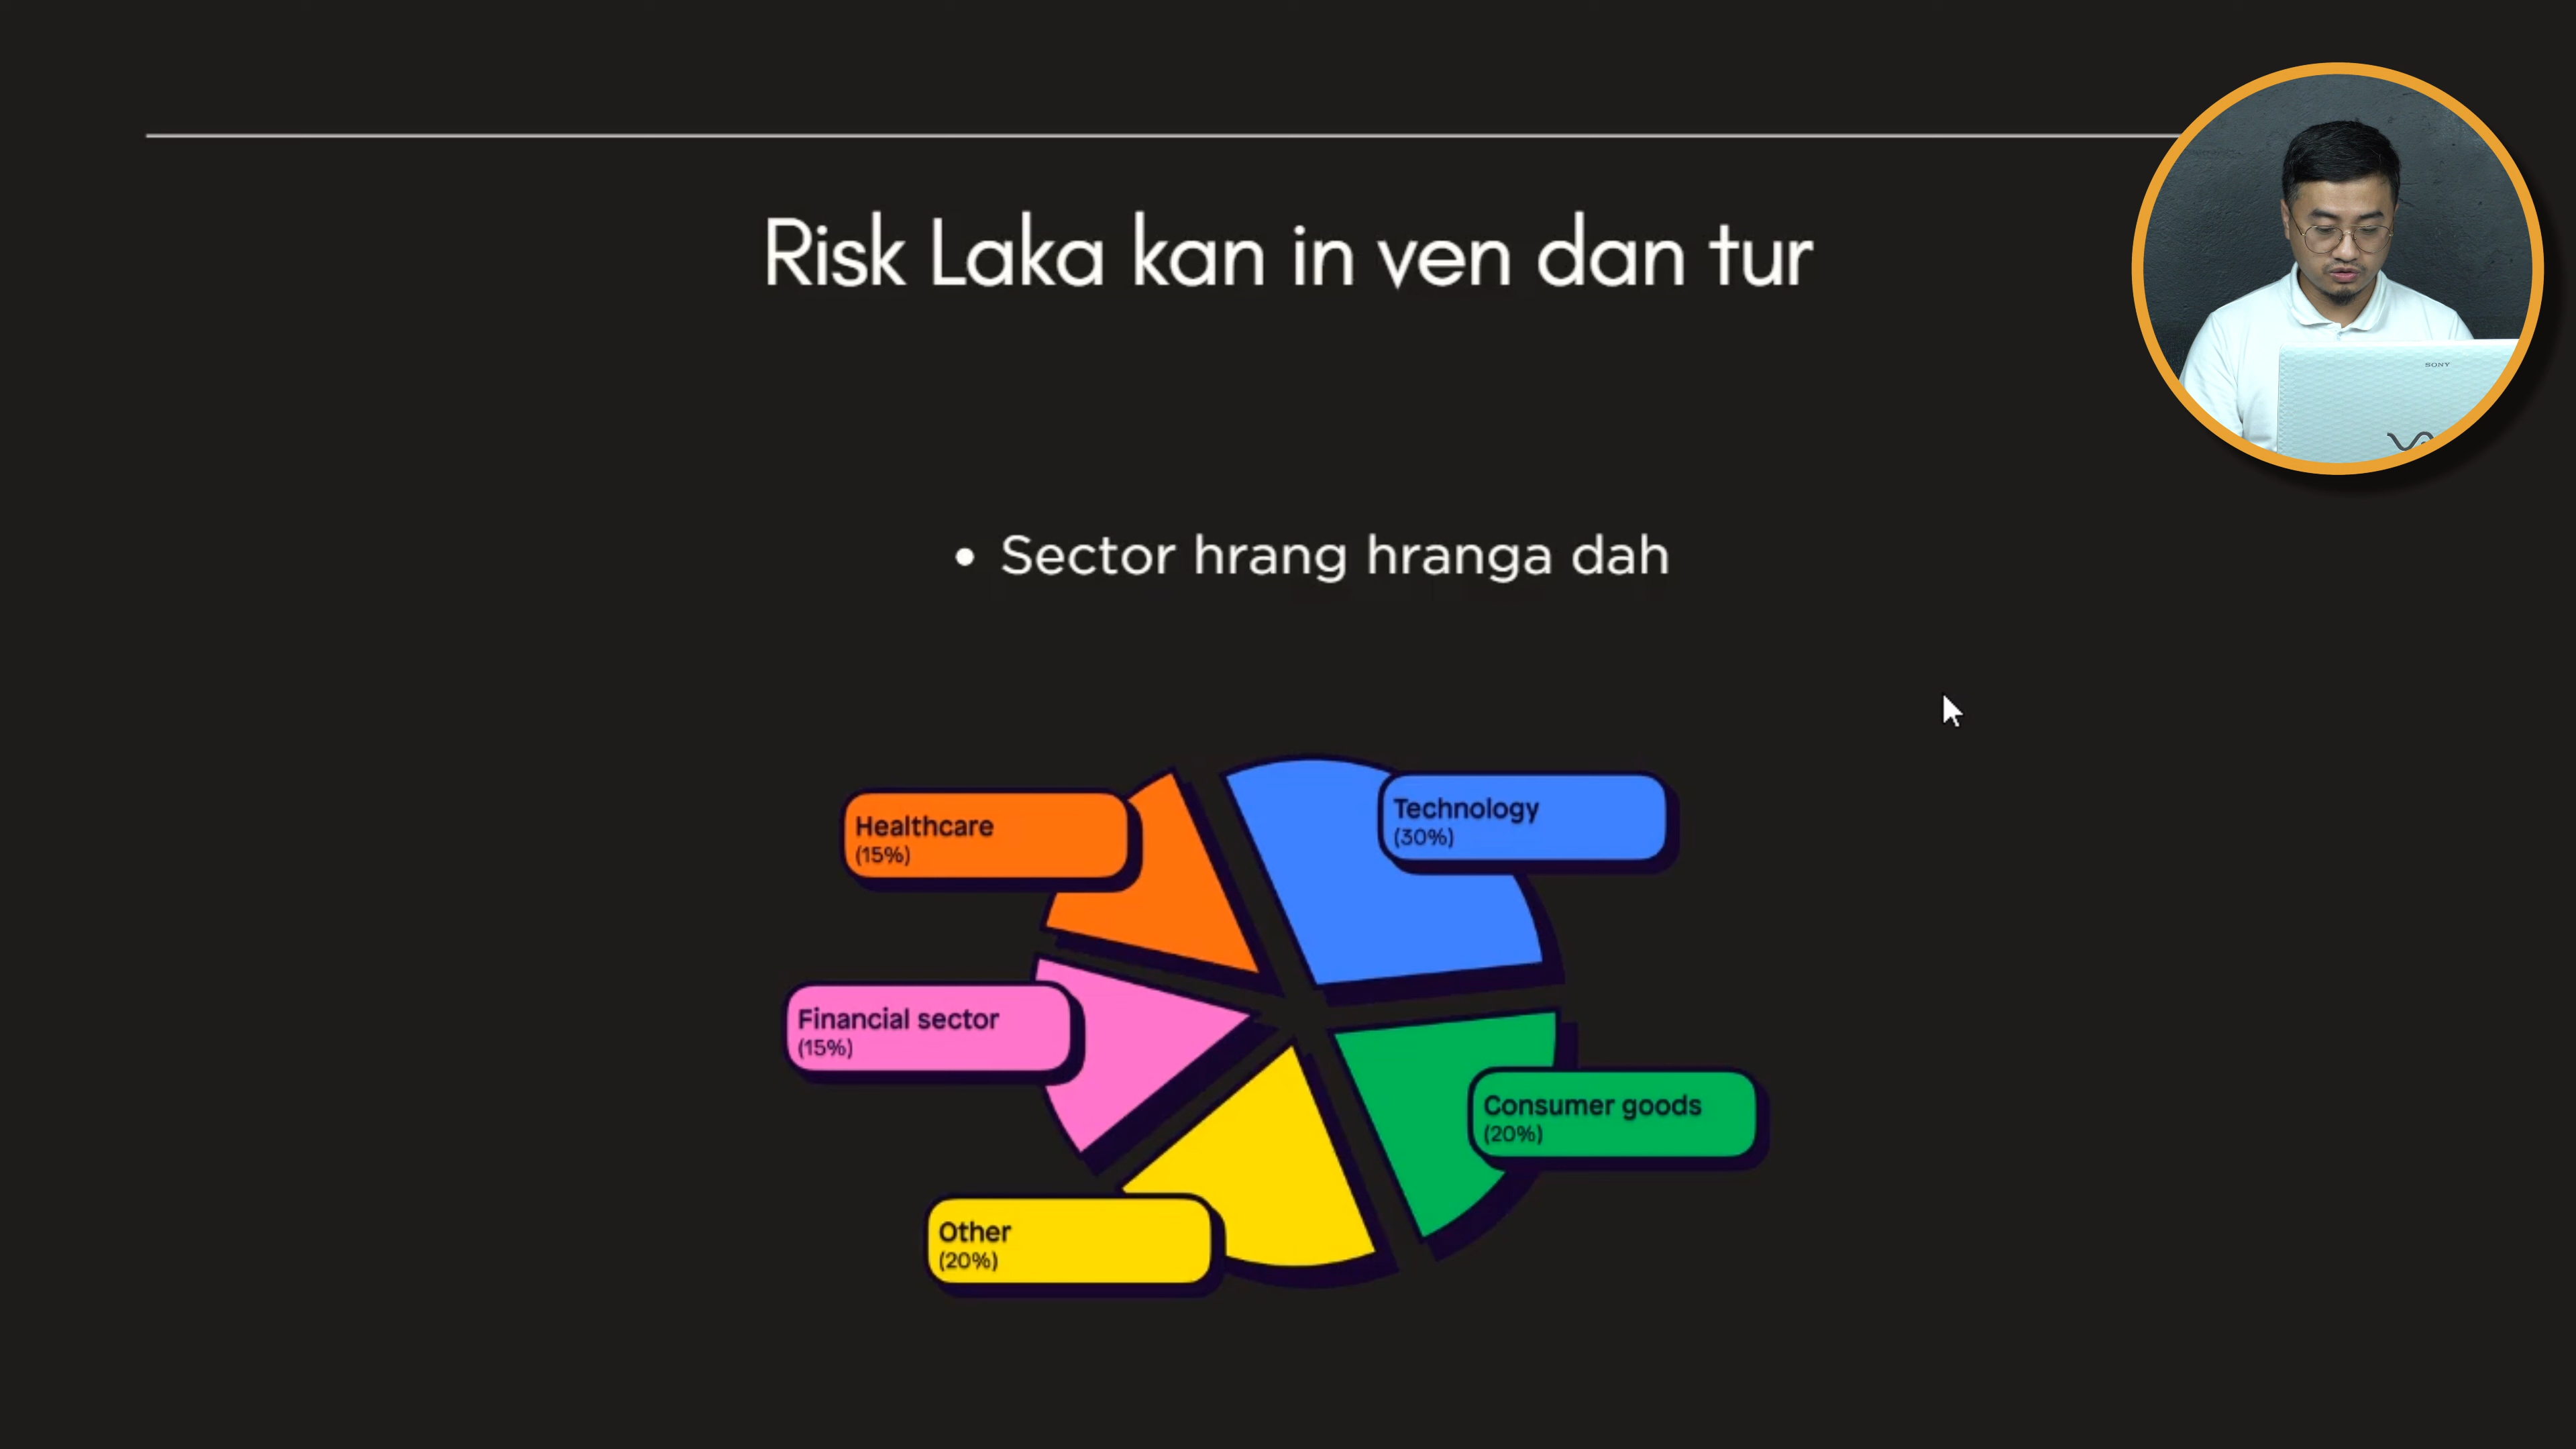 Risk Laka kan in ven dan tur
• Sector hrang hranga dah
Healthcare
(15%)
Technology
(30%)
Financial sector
(15%)
Consumer goods
(20%)
Other
(20%)
SONY